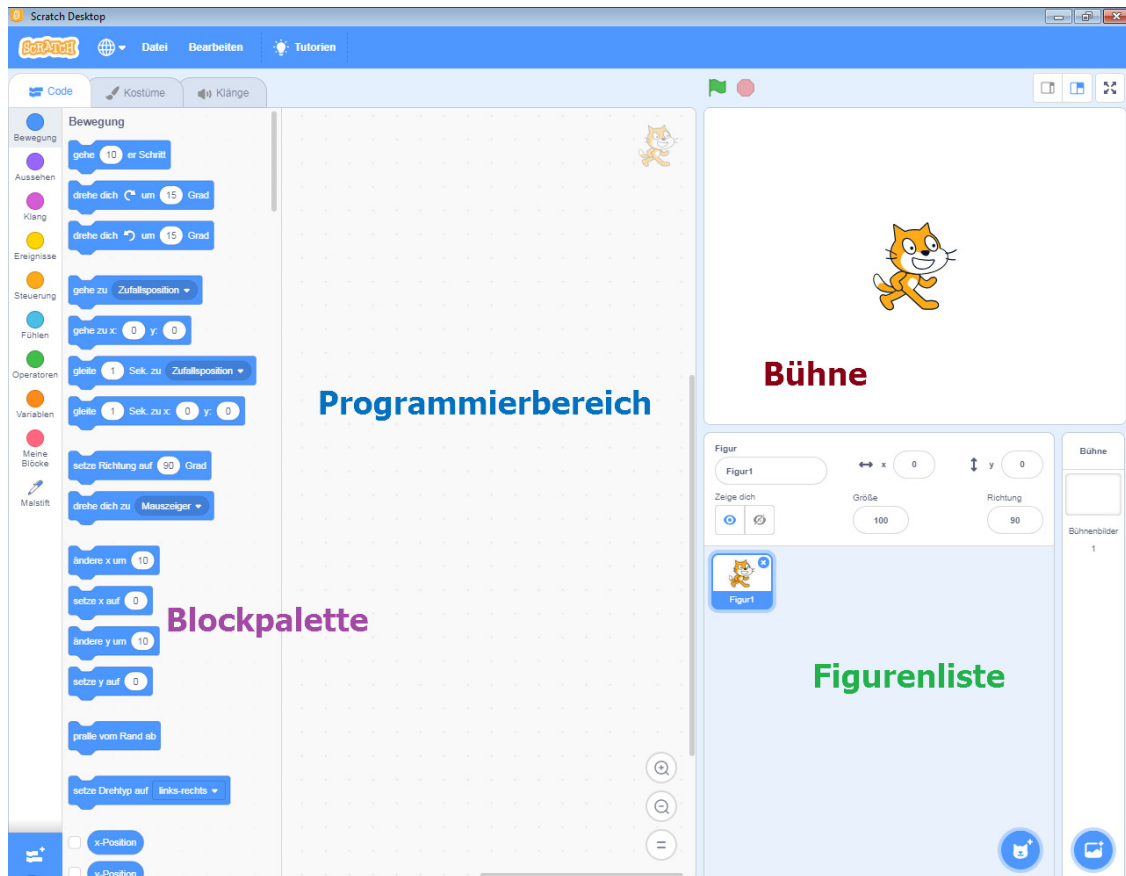 Scratch Desktop
SCRATCH Datei Bearbeiten Tutorien
Code Kostüme Klänge
Bewegung
Aussehen
Klang
Ereignisse
Steuerung
Fühlen
Operatoren
Variablen
Meine
Blöcke
Malstift
Bewegung
gehe 10 er Schritt
drehe dich um 15 Grad
drehe dich um 15 Grad
gehe zu Zufallsposition
gehe zu x: 0 y: 0
gleite 1 Sek. zu Zufallsposition
gleite 1 Sek. zu x: 0 y: 0
setze Richtung auf 90 Grad
drehe dich zu Mauszeiger
ändere x um 10
setze x auf 0
ändere y um 10
setze y auf 0
pralle vom Rand ab
setze Drehtyp auf links-rechts
x-Position
y-Position
Blockpalette
Programmierbereich
Bühne
Figur
Figur1 x 0 y 0
Zeige dich Größe Richtung
100 90
Figur1
Figurenliste
Bühne
Bühnenbilder
1